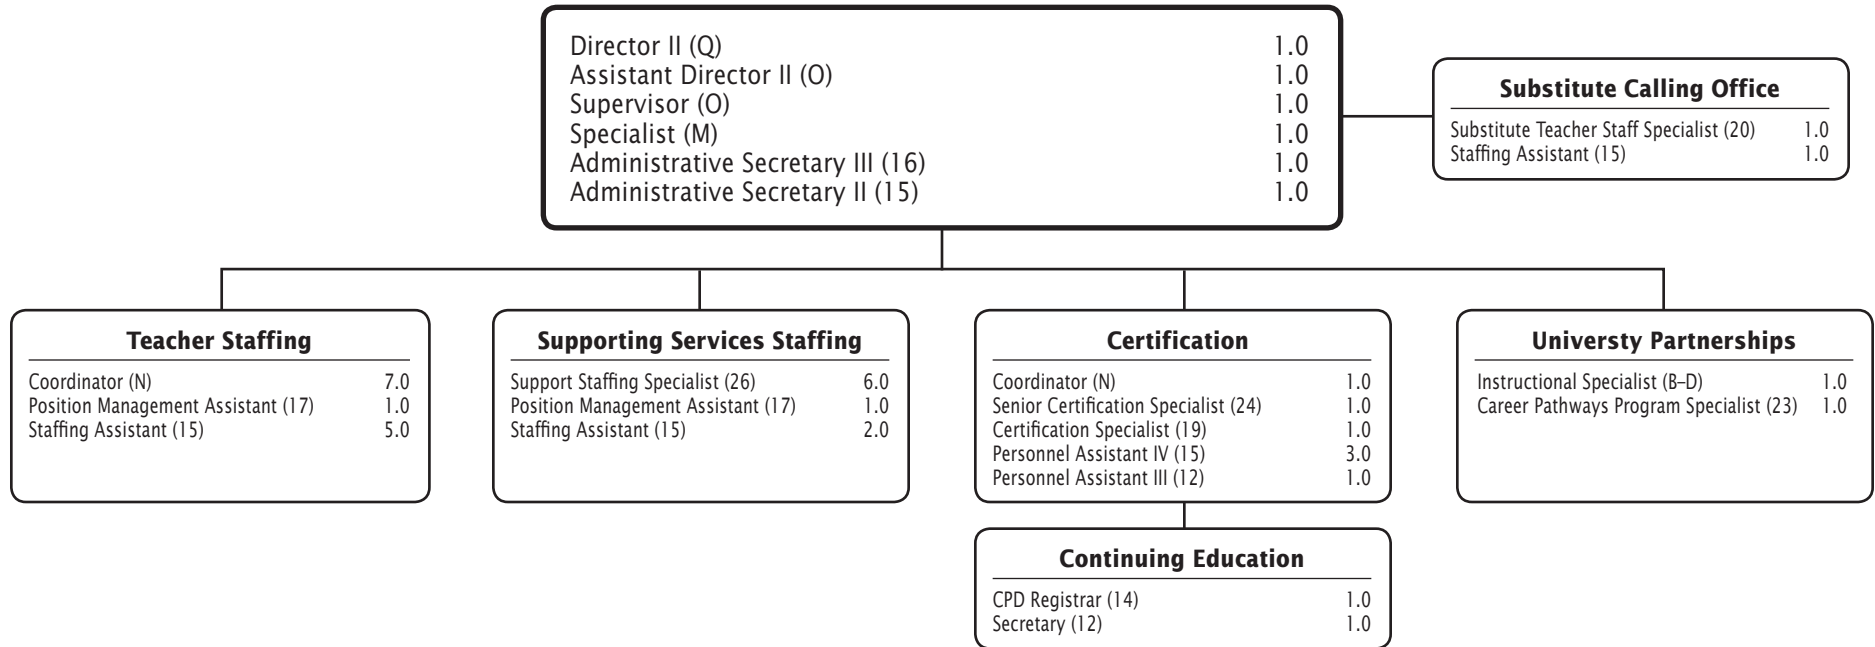 Director II (Q) 1.0
Assistant Director II (O) 1.0
Supervisor (O) 1.0
Specialist (M) 1.0
Administrative Secretary III (16) 1.0
Administrative Secretary II (15) 1.0
Substitute Calling Office
Substitute Teacher Staff Specialist (20) 1.0
Staffing Assistant (15) 1.0
Teacher Staffing
Coordinator (N) 7.0
Position Management Assistant (17) 1.0
Staffing Assistant (15) 5.0
Supporting Services Staffing
Support Staffing Specialist (26) 6.0
Position Management Assistant (17) 1.0
Staffing Assistant (15) 2.0
Certification
Coordinator (N) 1.0
Senior Certification Specialist (24) 1.0
Certification Specialist (19) 1.0
Personnel Assistant IV (15) 3.0
Personnel Assistant III (12) 1.0
Universty Partnerships
Instructional Specialist (B–D) 1.0
Career Pathways Program Specialist (23) 1.0
Continuing Education
CPD Registrar (14) 1.0
Secretary (12) 1.0